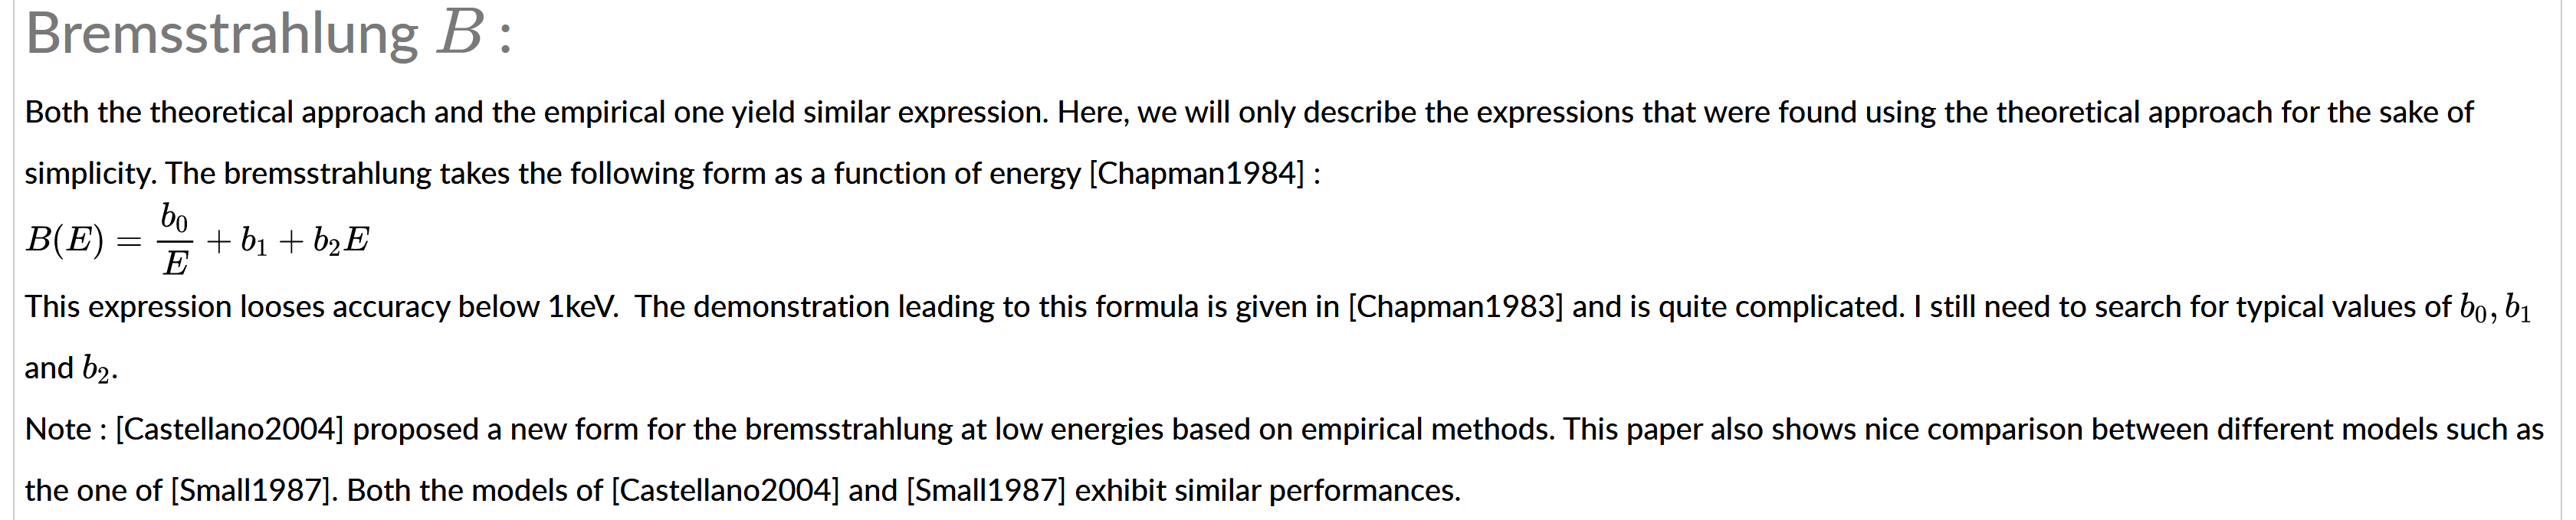 Bremsstrahlung B :
Both the theoretical approach and the empirical one yield similar expression. Here, we will only describe the expressions that were found using the theoretical approach for the sake of
simplicity. The bremsstrahlung takes the following form as a function of energy [Chapman1984] :
B(E) = \frac{b_0}{E} + b_1 + b_2E
This expression looses accuracy below 1keV.  The demonstration leading to this formula is given in [Chapman1983] and is quite complicated. I still need to search for typical values of b_0, b_1
and b_2.
Note : [Castellano2004] proposed a new form for the bremsstrahlung at low energies based on empirical methods. This paper also shows nice comparison between different models such as
the one of [Small1987]. Both the models of [Castellano2004] and [Small1987] exhibit similar performances.